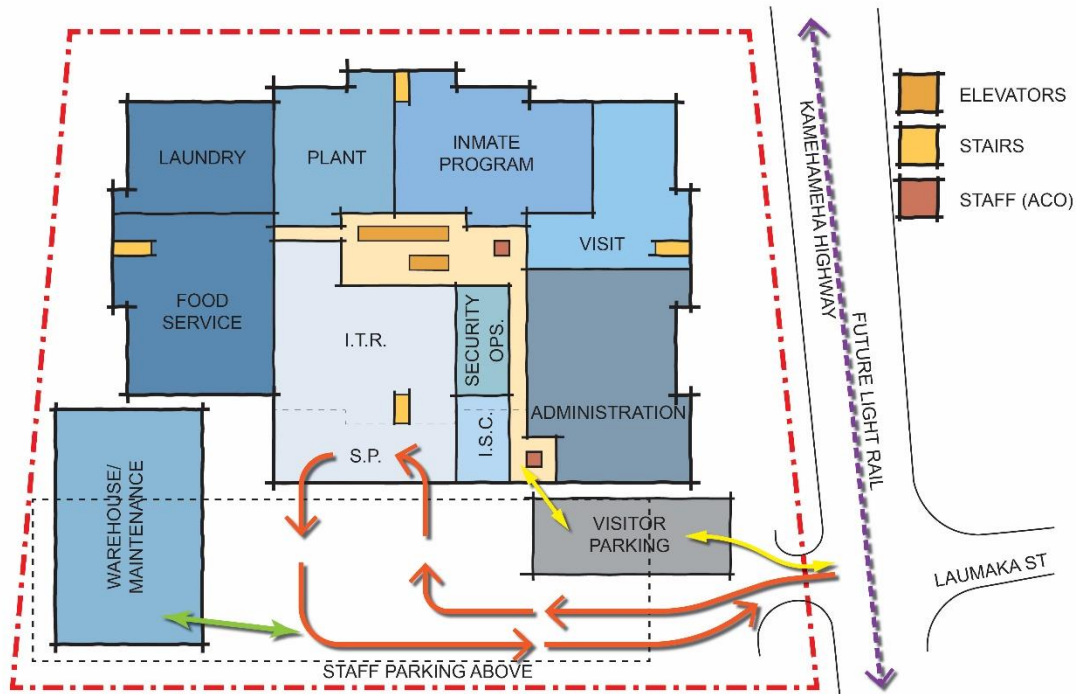 LAUNDRY
PLANT
INMATE
PROGRAM
VISIT
FOOD
SERVICE
I.T.R.
SECURITY
OPS.
ADMINISTRATION
I.S.C.
S.P.
WAREHOUSE/
MAINTENANCE
VISITOR
PARKING
STAFF PARKING ABOVE
KAMEHAMEHA HIGHWAY
FUTURE LIGHT RAIL
LAUMAKA ST
ELEVATORS
STAIRS
STAFF (ACO)